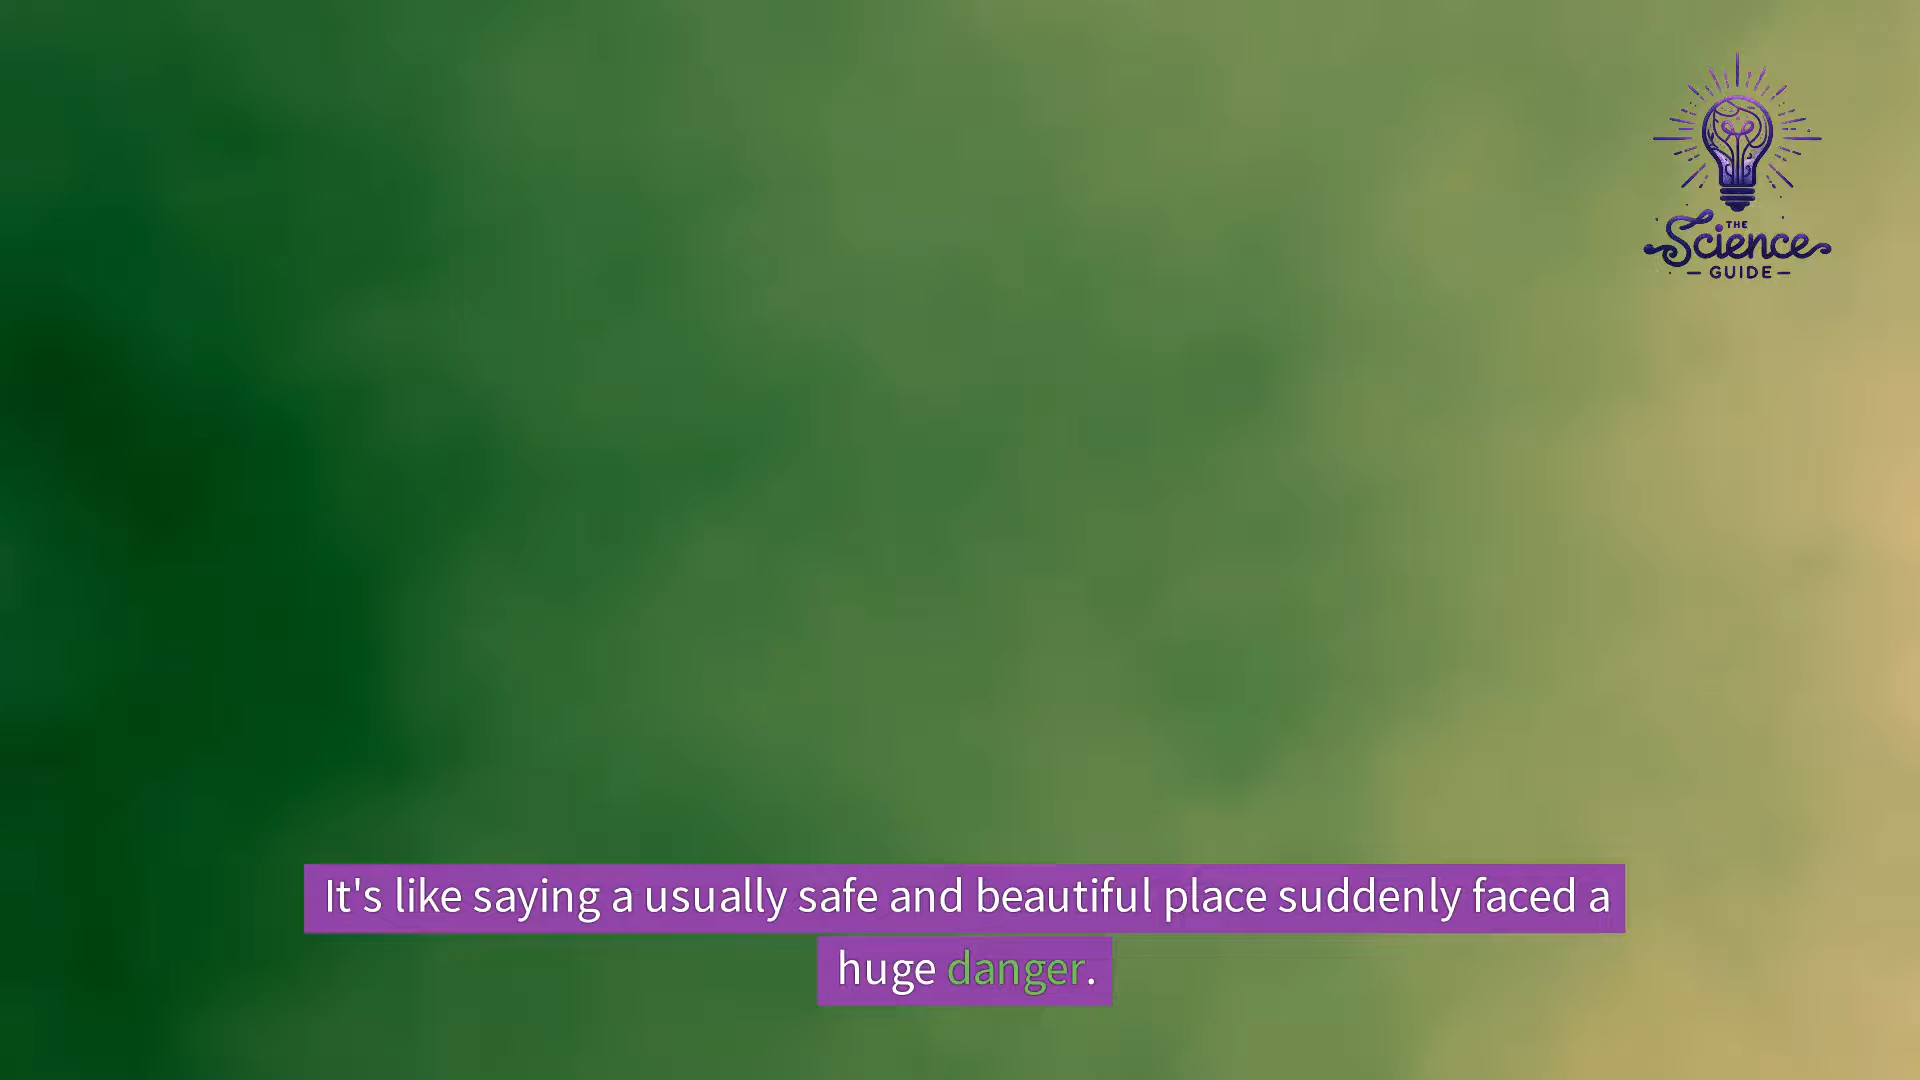 THE
Science
GUIDE
It's like saying a usually safe and beautiful place suddenly faced a
huge danger.